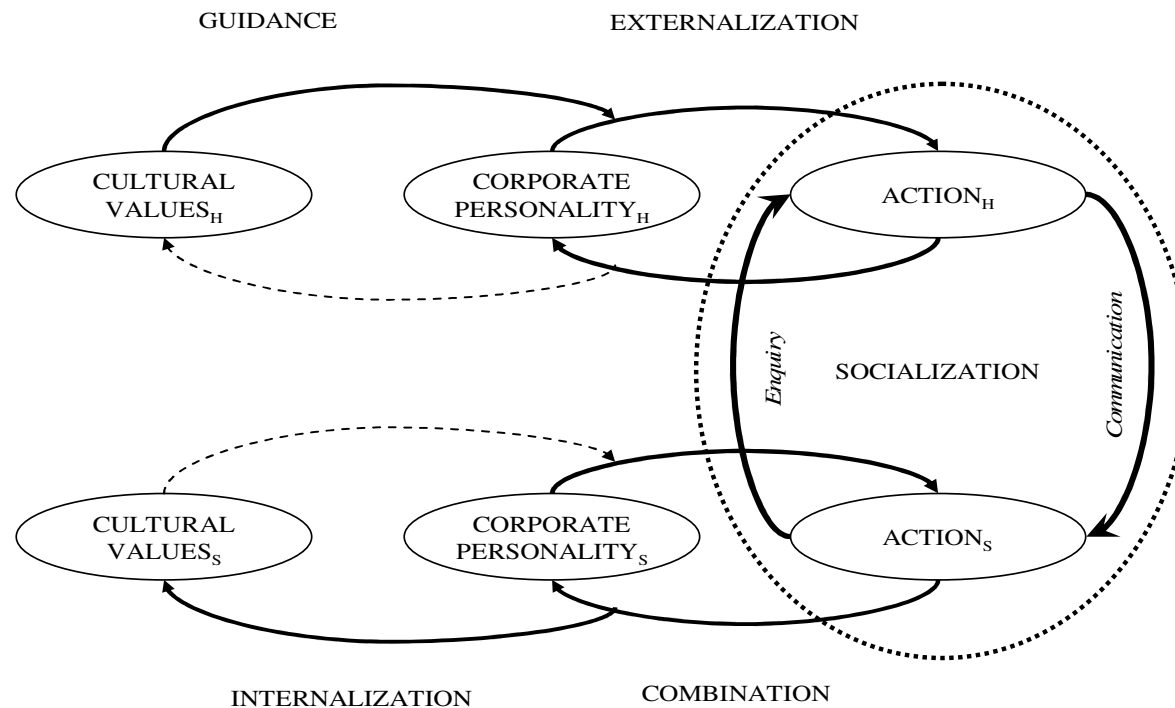 GUIDANCE
EXTERNALIZATION
CULTURAL
VALUESH
CORPORATE
PERSONALITYH
ACTIONH
Enquiry
SOCIALIZATION
Communication
CULTURAL
VALUESS
CORPORATE
PERSONALITYS
ACTIONS
INTERNALIZATION
COMBINATION